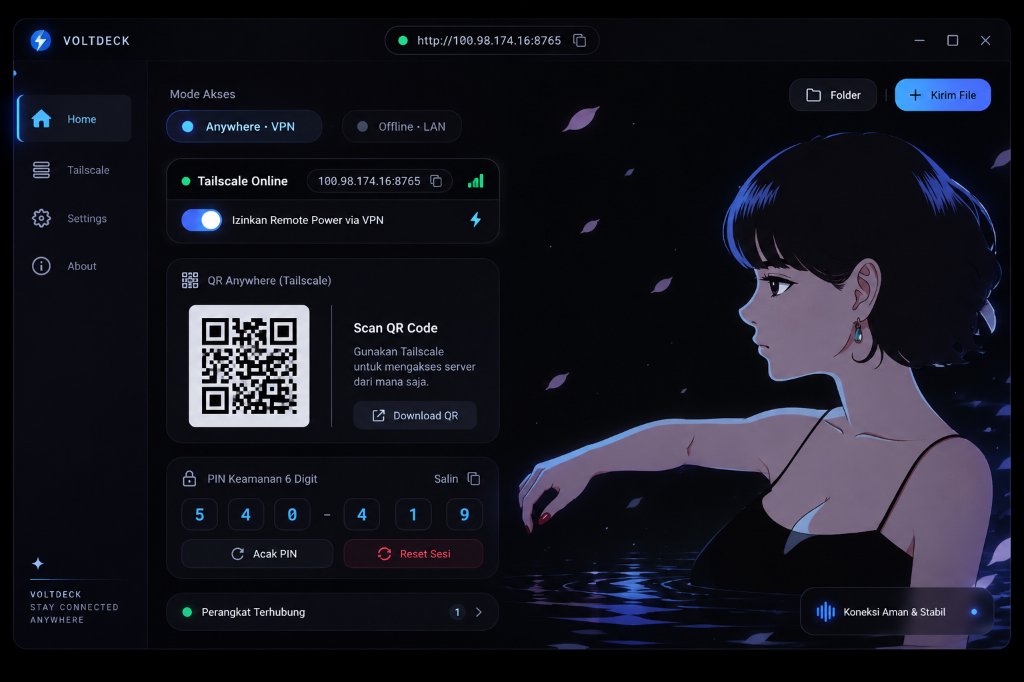 VOLTDECK
http://100.98.174.16:8765
Home
Tailscale
Settings
About
Mode Akses
Anywhere · VPN
Offline · LAN
Folder
Kirim File
Tailscale Online
100.98.174.16:8765
Izinkan Remote Power via VPN
QR Anywhere (Tailscale)
Scan QR Code
Gunakan Tailscale
untuk mengakses server
dari mana saja.
Download QR
PIN Keamanan 6 Digit
Salin
5 4 0 - 4 1 9
Acak PIN
Reset Sesi
Perangkat Terhubung
1
VOLTDECK
STAY CONNECTED
ANYWHERE
Koneksi Aman & Stabil